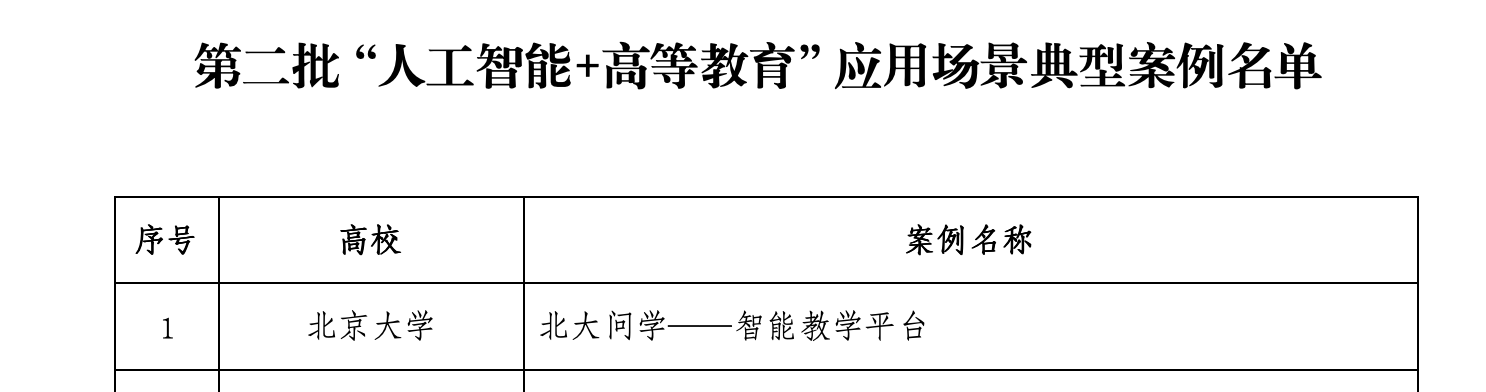 第二批“人工智能+高等教育”应用场景典型案例名单
序号 高校 案例名称
1 北京大学 北大问学——智能教学平台